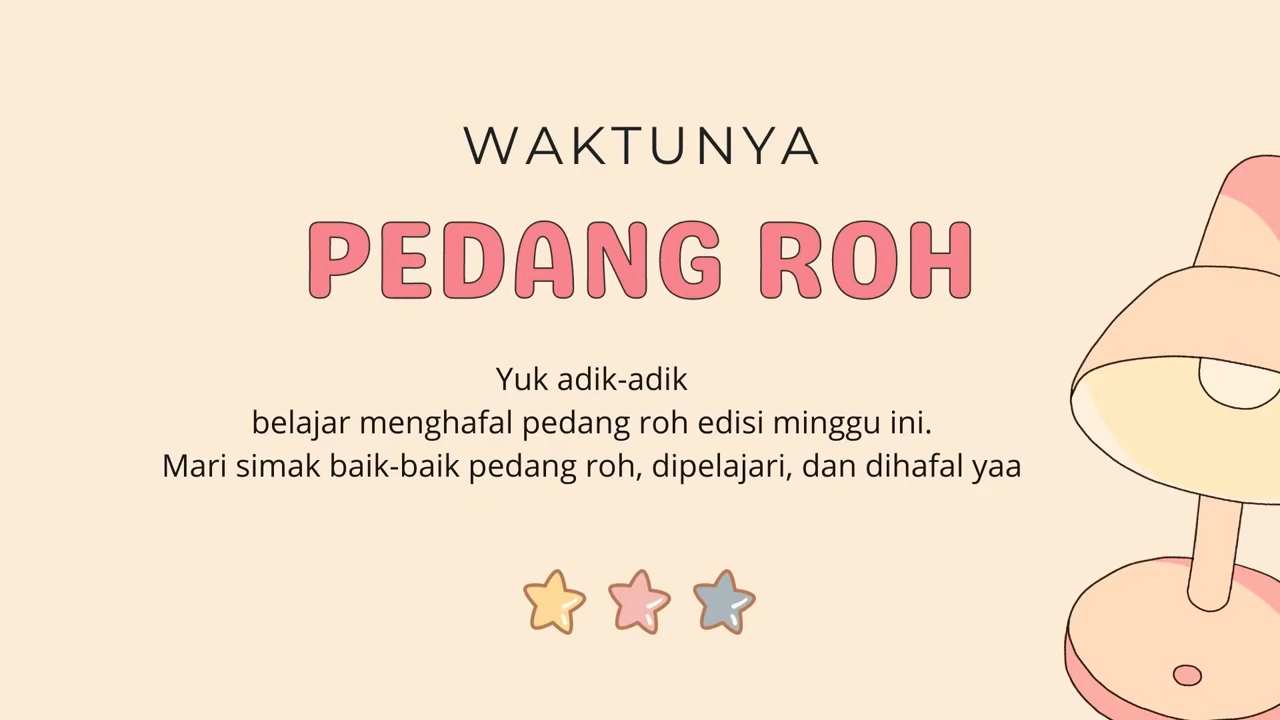 WAKTUNYA
PEDANG ROH
Yuk adik-adik
belajar menghafal pedang roh edisi minggu ini.
Mari simak baik-baik pedang roh, dipelajari, dan dihafal yaa